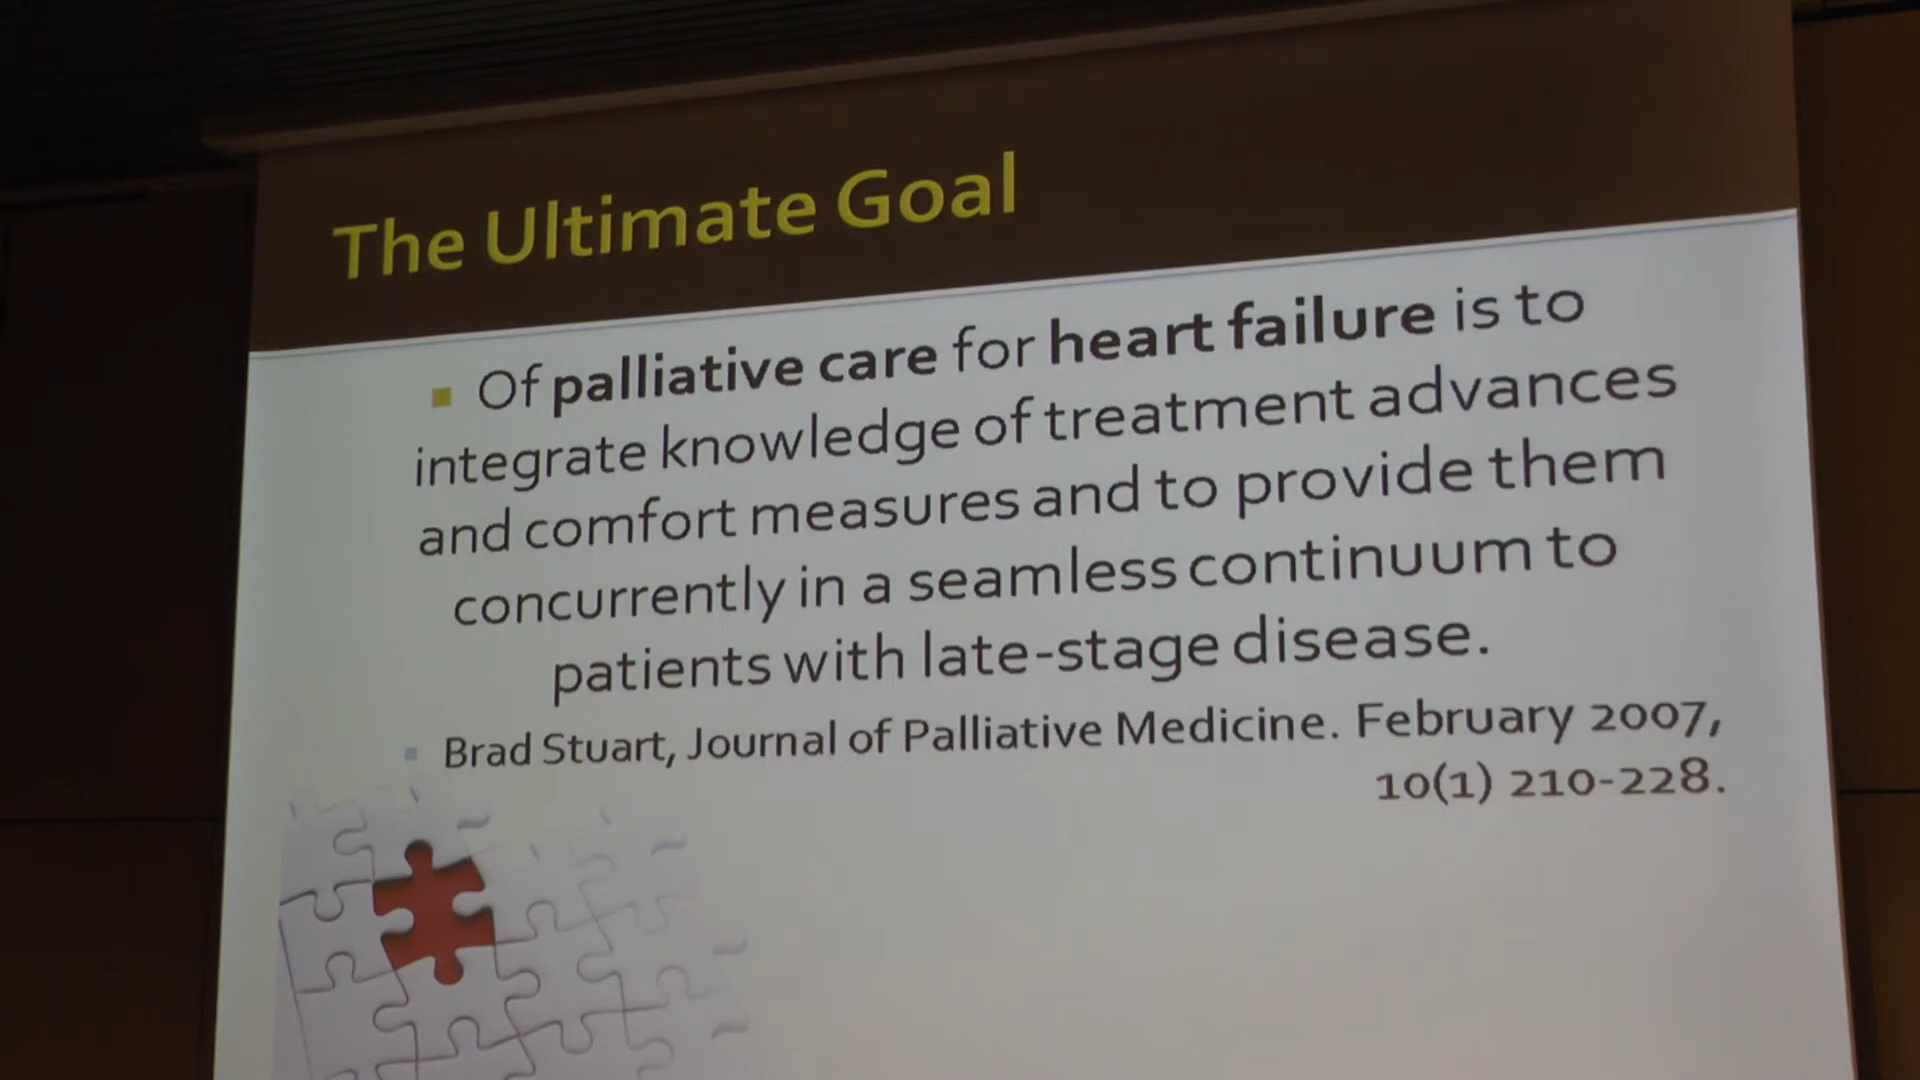 The Ultimate Goal
Of palliative care for heart failure is to
integrate knowledge of treatment advances
and comfort measures and to provide them
concurrently in a seamless continuum to
patients with late-stage disease.
Brad Stuart, Journal of Palliative Medicine. February 2007,
10(1) 210-228.